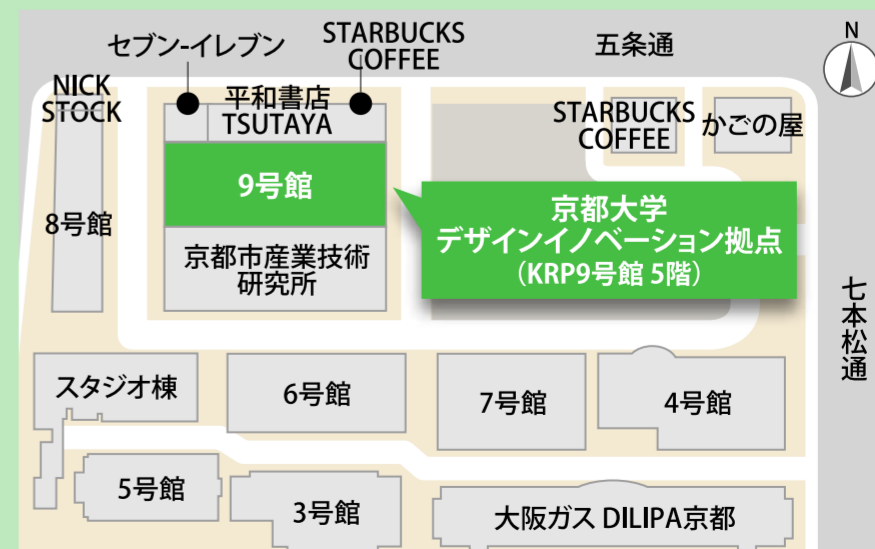 セブン-イレブン
STARBUCKS
COFFEE
五条通
N
NICK
STOCK
平和書店
TSUTAYA
STARBUCKS
COFFEE
かごの屋
8号館
9号館
京都大学
デザインイノベーション拠点
（KRP9号館 5階）
京都市産業技術
研究所
七本松通
スタジオ棟
6号館
7号館
4号館
5号館
3号館
大阪ガス DILIPA京都